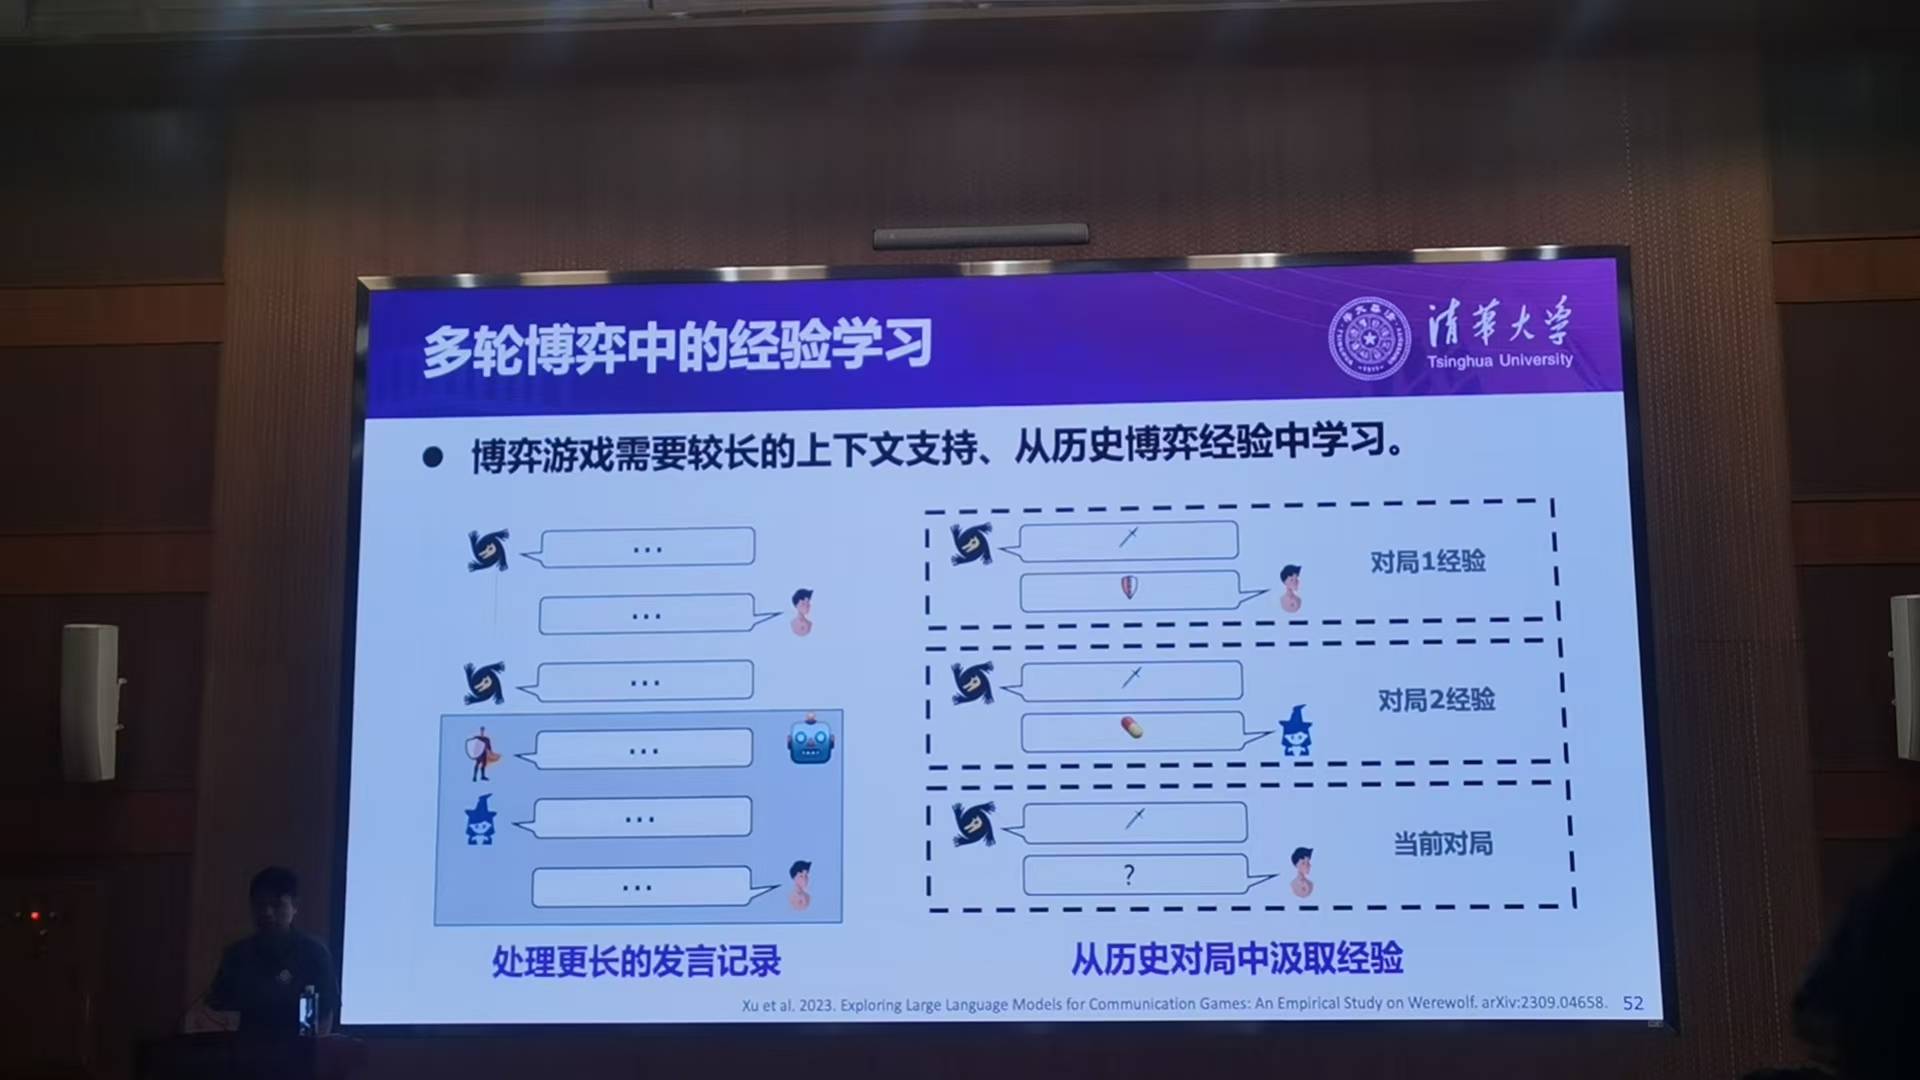 多轮博弈中的经验学习
清华大学
Tsinghua University
● 博弈游戏需要较长的上下文支持、从历史博弈经验中学习。
...
...
...
...
...
...
处理更长的发言记录
对局1经验
对局2经验
当前对局
?
从历史对局中汲取经验
Xu et al. 2023. Exploring Large Language Models for Communication Games: An Empirical Study on Werewolf. arXiv:2309.04658.
52